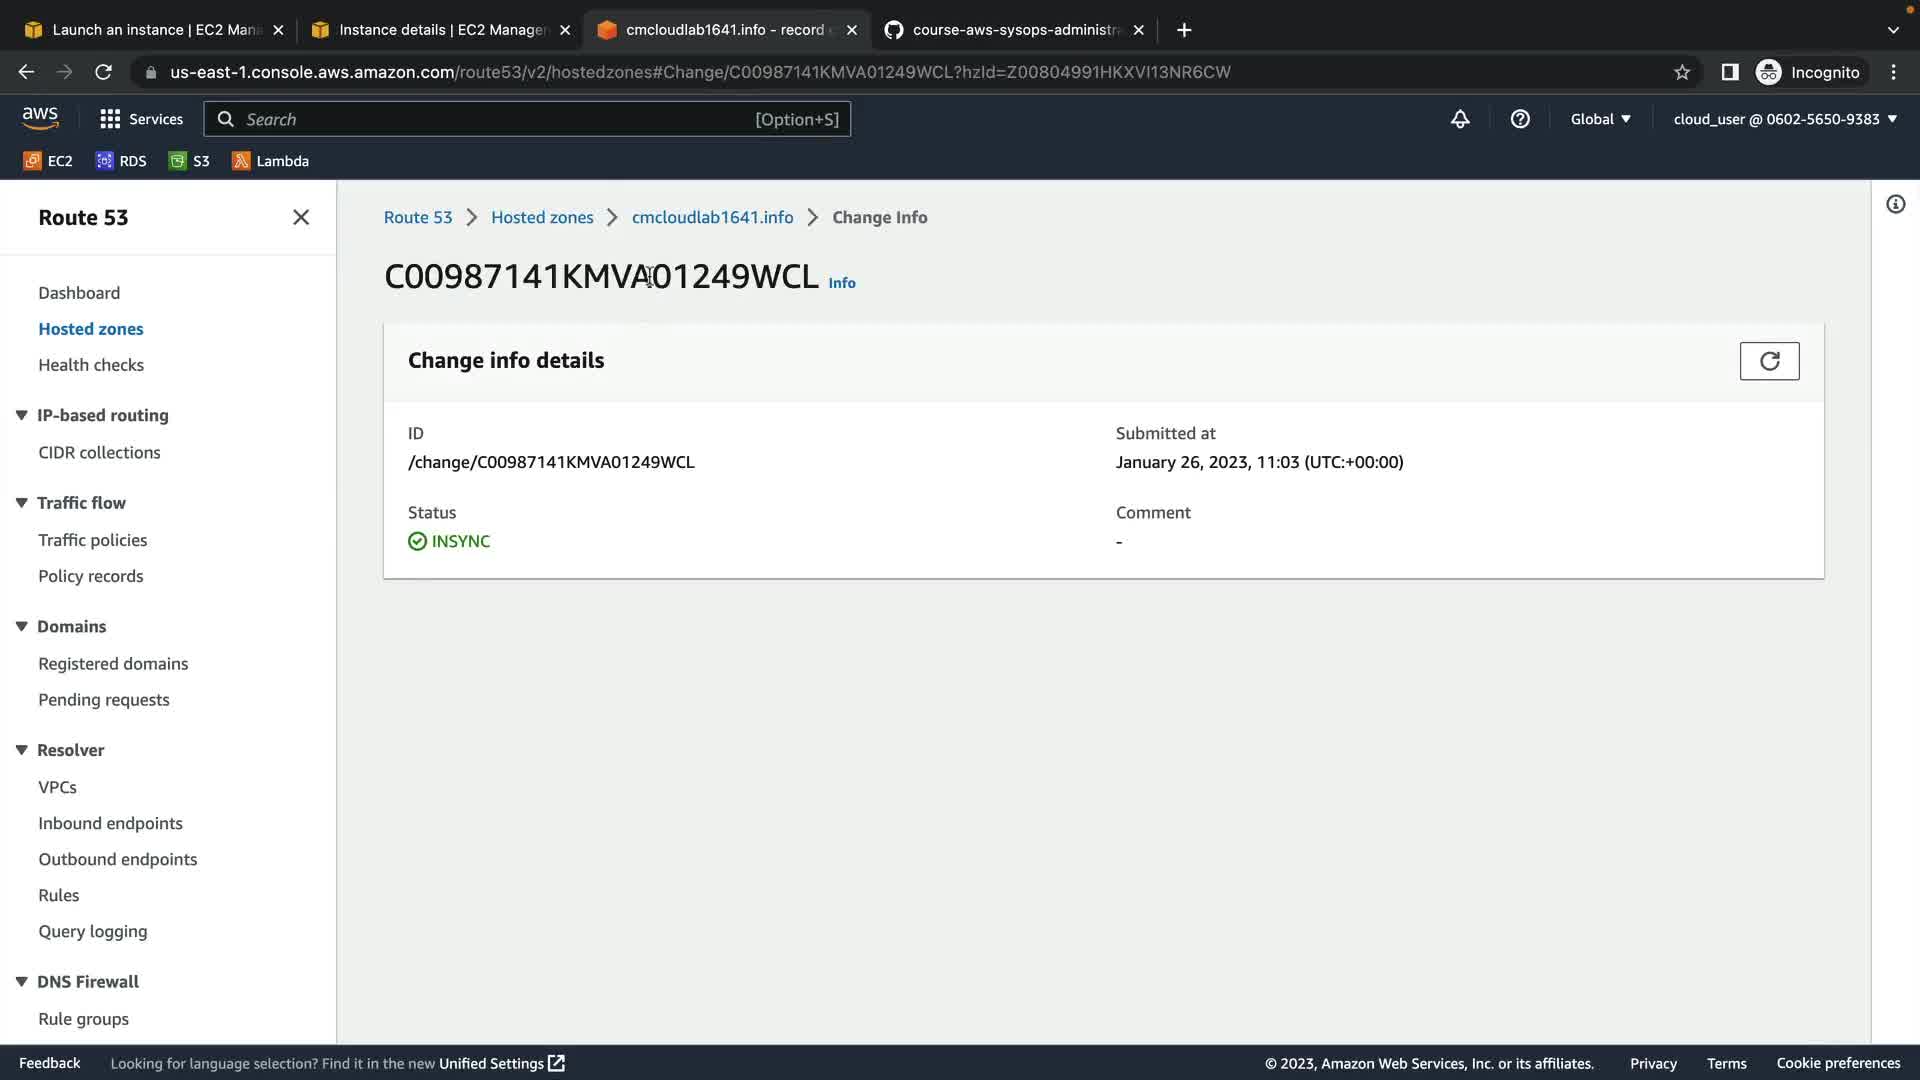 Launch an instance | EC2 Mana
Instance details | EC2 Manager
cmcloudlab1641.info - record
course-aws-sysops-administra
us-east-1.console.aws.amazon.com/route53/v2/hostedzones#Change/C00987141KMVA01249WCL?hzId=Z00804991HKXVI13NR6CW
Incognito
aws
Services
Search
[Option+S]
Global
cloud_user @ 0602-5650-9383
EC2
RDS
S3
Lambda
Route 53
Dashboard
Hosted zones
Health checks
IP-based routing
CIDR collections
Traffic flow
Traffic policies
Policy records
Domains
Registered domains
Pending requests
Resolver
VPCs
Inbound endpoints
Outbound endpoints
Rules
Query logging
DNS Firewall
Rule groups
Route 53 > Hosted zones > cmcloudlab1641.info > Change Info
C00987141KMVA01249WCL Info
Change info details
ID
/change/C00987141KMVA01249WCL
Submitted at
January 26, 2023, 11:03 (UTC:+00:00)
Status
INSYNC
Comment
-
Feedback
Looking for language selection? Find it in the new Unified Settings
© 2023, Amazon Web Services, Inc. or its affiliates.
Privacy
Terms
Cookie preferences